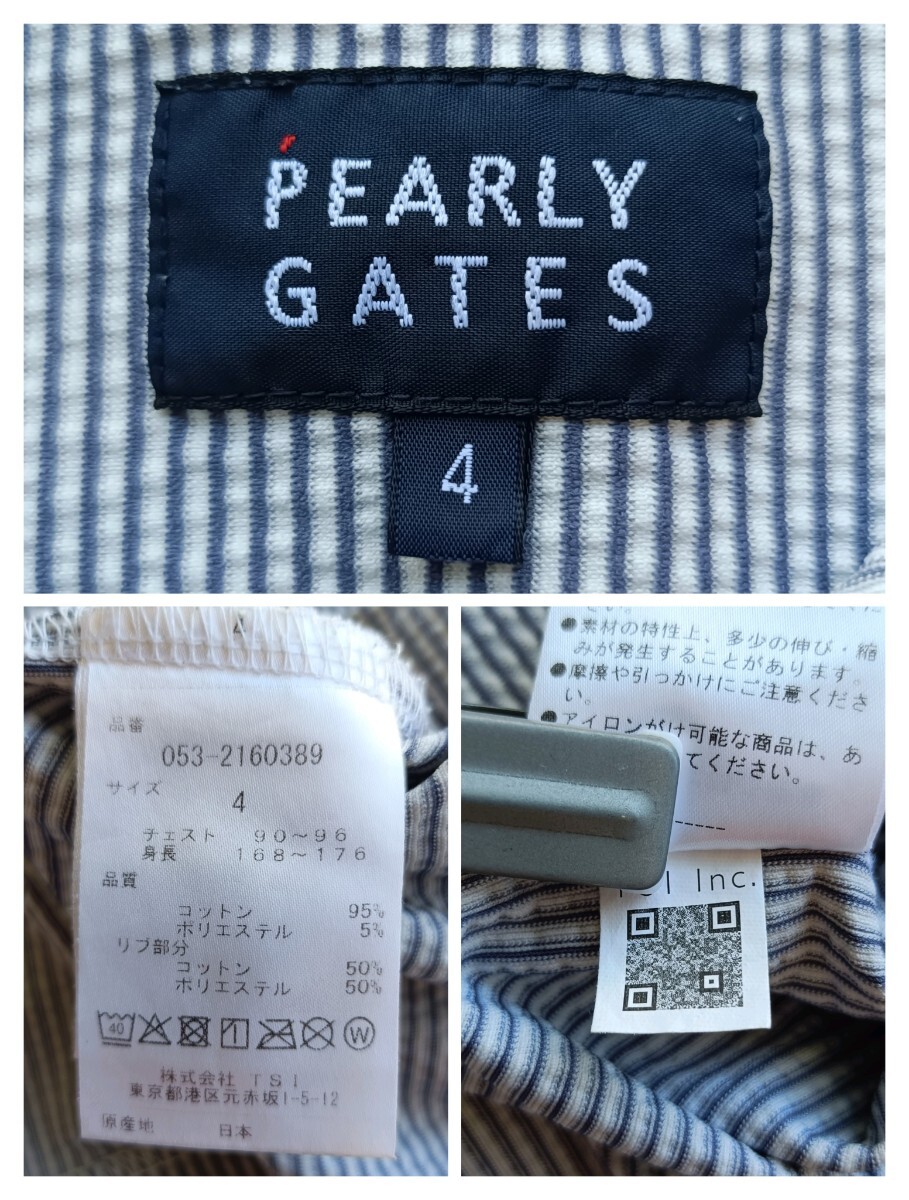 PEARLY
GATES
4
4
品番
053-2160389
サイズ
4
チェスト 90～96
身長 168～176
品質
コットン 95%
ポリエステル 5%
リブ部分
コットン 50%
ポリエステル 50%
40
W
株式会社 TSI
東京都港区元赤坂1-5-12
原産地 日本
●素材の特性上、多少の伸び・縮
みが発生することがあります。
●摩擦や引っかけにご注意くださ
い。
●アイロンがけ可能な商品は、あ
てください。
TSI Inc.